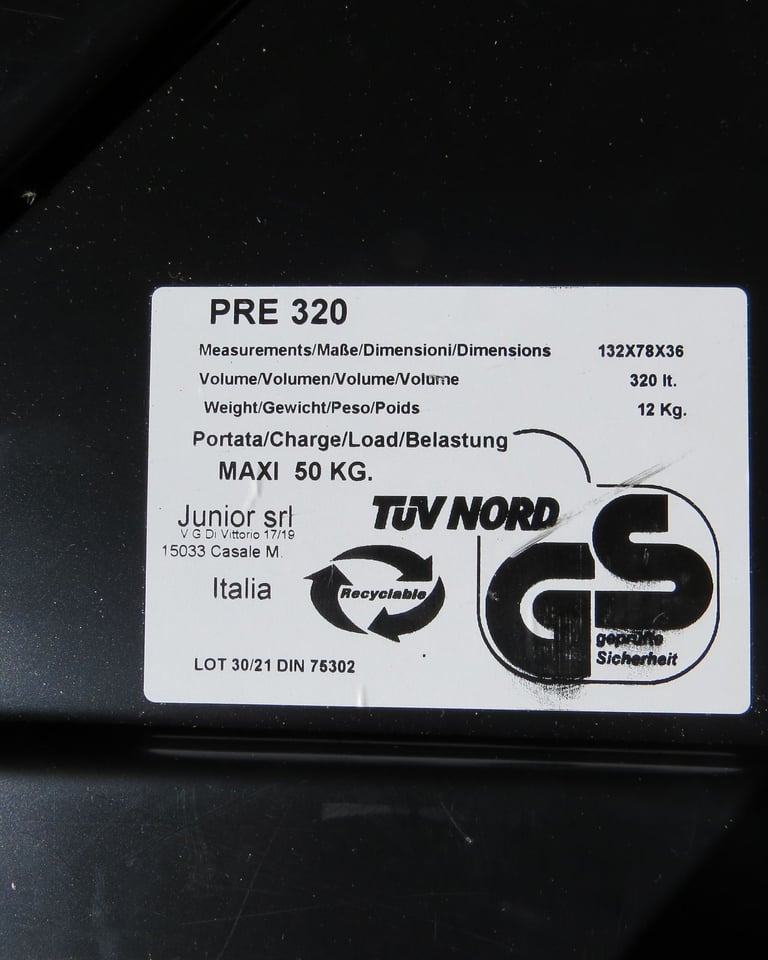 PRE 320
Measurements/Maße/Dimensioni/Dimensions 132X78X36
Volume/Volumen/Volume/Volume 320 lt.
Weight/Gewicht/Peso/Poids 12 Kg.
Portata/Charge/Load/Belastung
MAXI 50 KG.
Junior srl
V G Di Vittorio 17/19
15033 Casale M.
Italia
TÜV NORD
Recyclable
GS
geprüfte
Sicherheit
LOT 30/21 DIN 75302